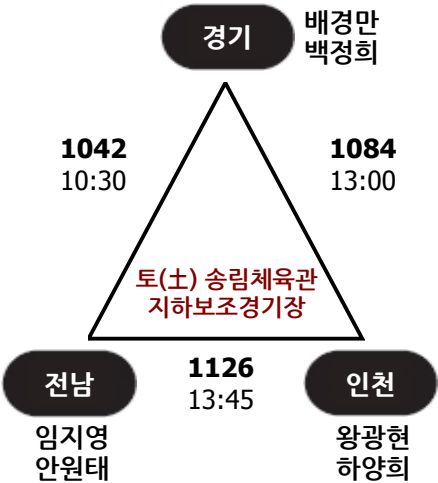 경기
배경만
백정희
1042
10:30
1084
13:00
토(土) 송림체육관
지하보조경기장
전남
1126
13:45
인천
임지영
안원태
왕광현
하양희